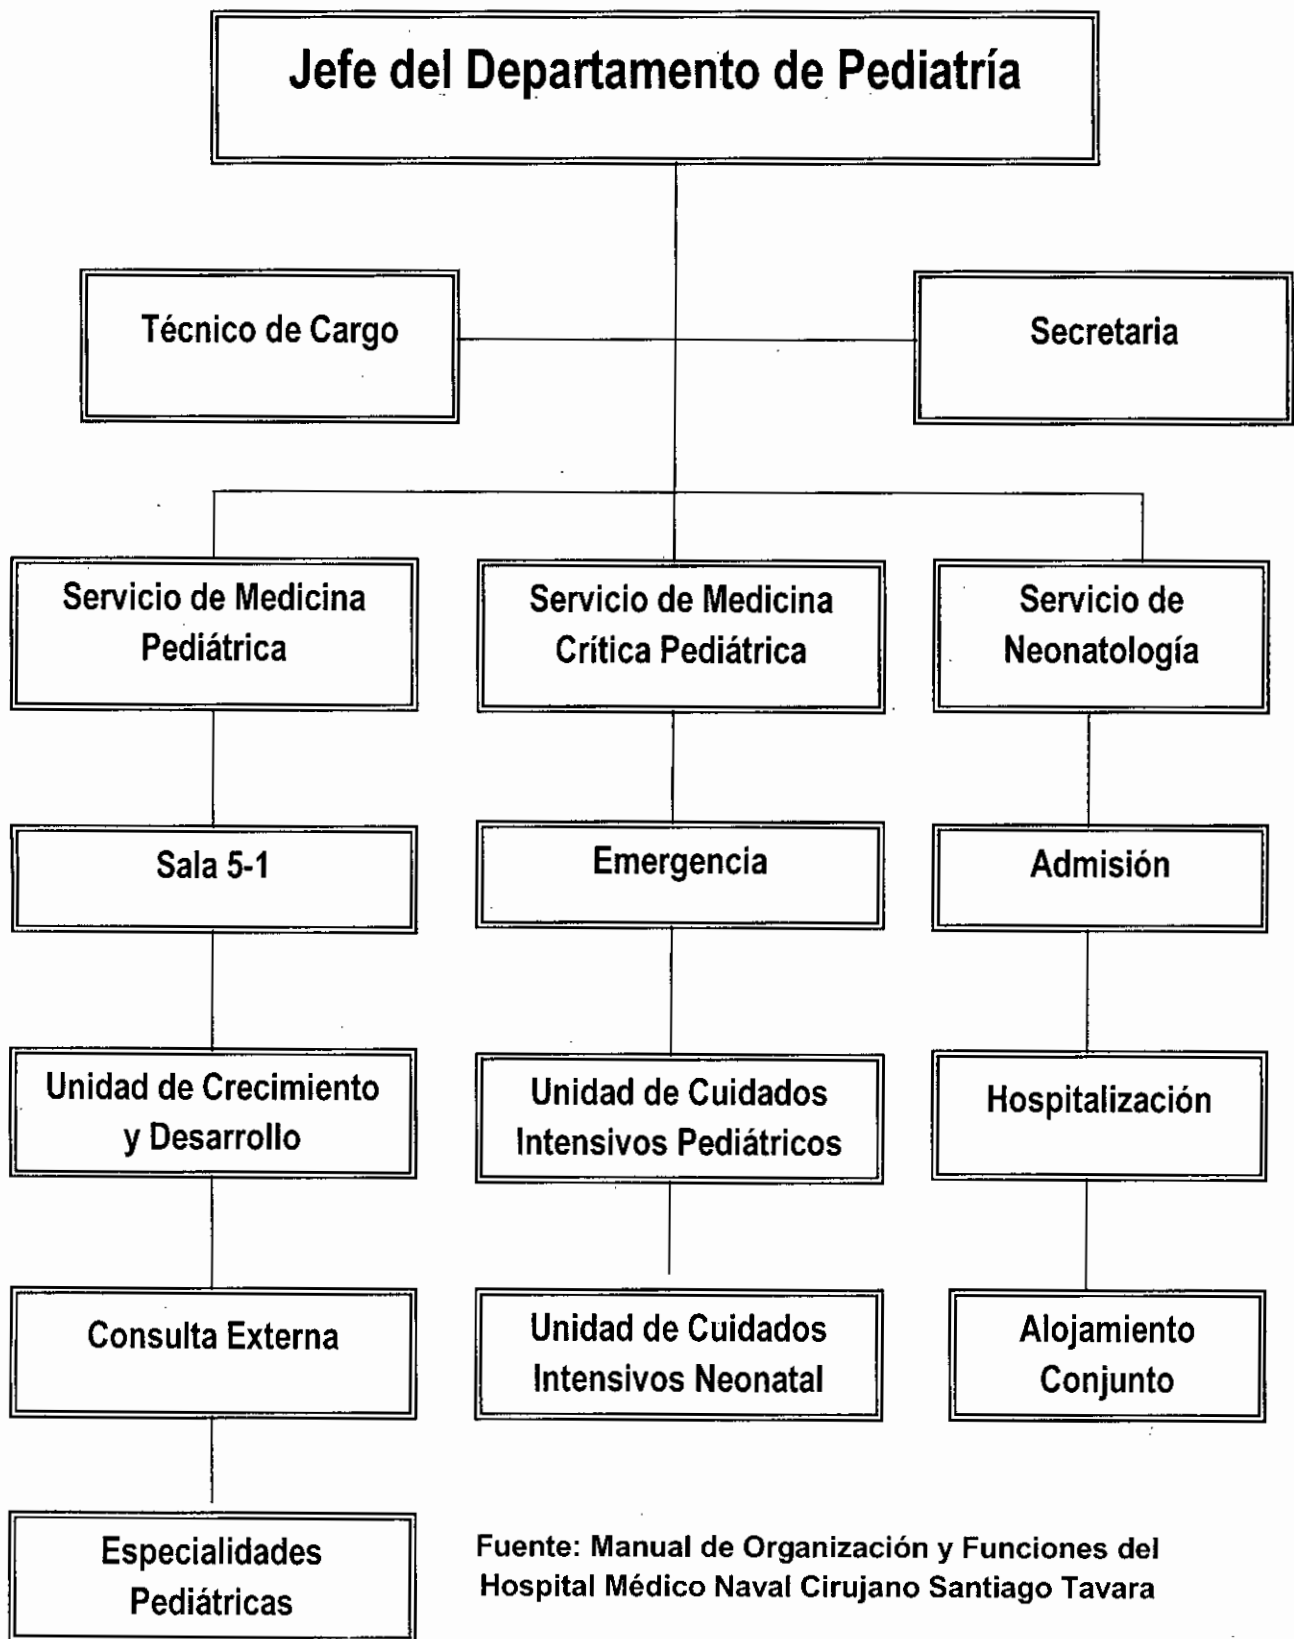 Jefe del Departamento de Pediatría
Técnico de Cargo
Secretaria
Servicio de Medicina
Pediátrica
Servicio de Medicina
Crítica Pediátrica
Servicio de
Neonatología
Sala 5-1
Emergencia
Admisión
Unidad de Crecimiento
y Desarrollo
Unidad de Cuidados
Intensivos Pediátricos
Hospitalización
Consulta Externa
Unidad de Cuidados
Intensivos Neonatal
Alojamiento
Conjunto
Especialidades
Pediátricas
Fuente: Manual de Organización y Funciones del
Hospital Médico Naval Cirujano Santiago Tavara